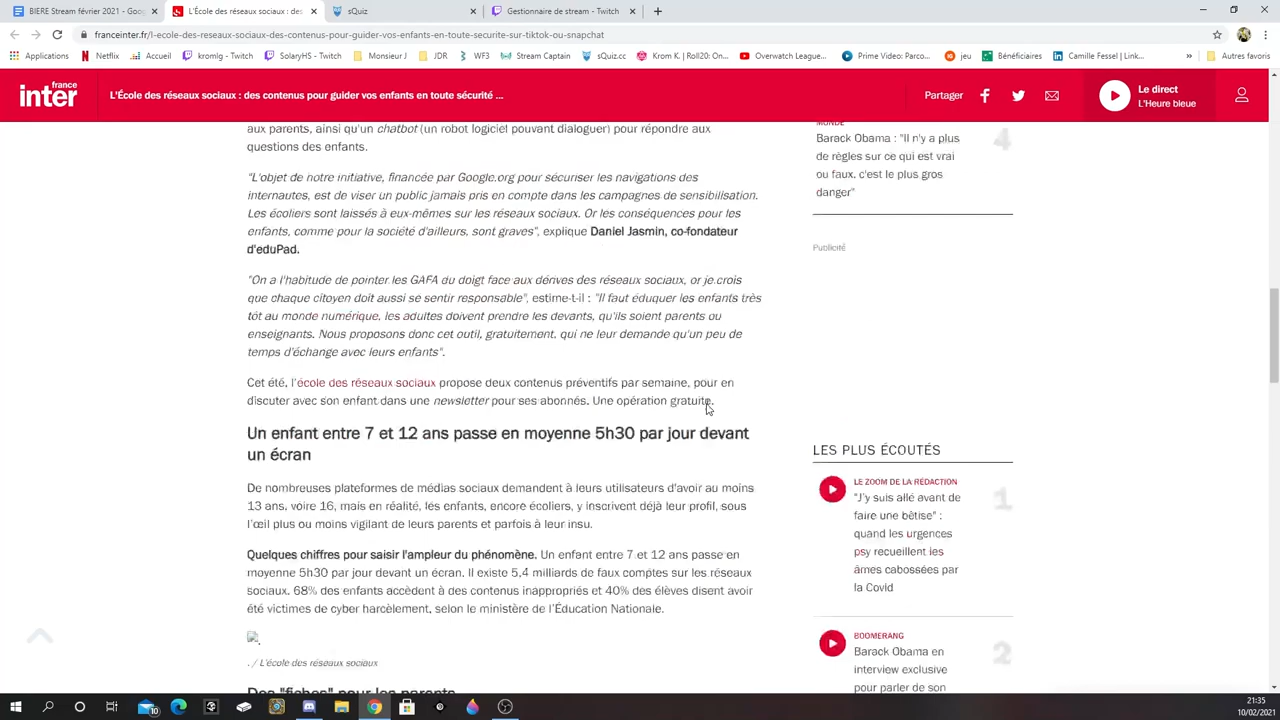 BIERE Stream février 2021 - Goog
L'École des réseaux sociaux : des
sQuiz
Gestionnaire de stream - Twitch
franceinter.fr/l-ecole-des-reseaux-sociaux-des-contenus-pour-guider-vos-enfants-en-toute-securite-sur-tiktok-ou-snapchat
Applications
Netflix
Accueil
kromlg - Twitch
SolaryHS - Twitch
Monsieur J
JDR
WF3
Stream Captain
sQuiz.cc
Krom K. | Roll20: On...
Overwatch League...
Prime Video: Parco...
jeu
Bénéficiaires
Camille Fessel | Link...
»
Autres favoris
france
inter
L'École des réseaux sociaux : des contenus pour guider vos enfants en toute sécurité ...
Partager
Le direct
L'Heure bleue
aux parents, ainsi qu'un chatbot (un robot logiciel pouvant dialoguer) pour répondre aux
questions des enfants.
"L'objet de notre initiative, financée par Google.org pour sécuriser les navigations des
internautes, est de viser un public jamais pris en compte dans les campagnes de sensibilisation.
Les écoliers sont laissés à eux-mêmes sur les réseaux sociaux. Or les conséquences pour les
enfants, comme pour la société d'ailleurs, sont graves", explique Daniel Jasmin, co-fondateur
d'eduPad.
"On a l'habitude de pointer les GAFA du doigt face aux dérives des réseaux sociaux, or je crois
que chaque citoyen doit aussi se sentir responsable", estime-t-il : "Il faut éduquer les enfants très
tôt au monde numérique, les adultes doivent prendre les devants, qu'ils soient parents ou
enseignants. Nous proposons donc cet outil, gratuitement, qui ne leur demande qu'un peu de
temps d'échange avec leurs enfants".
Cet été, l'école des réseaux sociaux propose deux contenus préventifs par semaine, pour en
discuter avec son enfant dans une newsletter pour ses abonnés. Une opération gratuite.
Un enfant entre 7 et 12 ans passe en moyenne 5h30 par jour devant
un écran
De nombreuses plateformes de médias sociaux demandent à leurs utilisateurs d'avoir au moins
13 ans, voire 16, mais en réalité, les enfants, encore écoliers, y inscrivent déjà leur profil, sous
l'œil plus ou moins vigilant de leurs parents et parfois à leur insu.
Quelques chiffres pour saisir l'ampleur du phénomène. Un enfant entre 7 et 12 ans passe en
moyenne 5h30 par jour devant un écran. Il existe 5,4 milliards de faux comptes sur les réseaux
sociaux. 68% des enfants accèdent à des contenus inappropriés et 40% des élèves disent avoir
été victimes de cyber harcèlement, selon le ministère de l'Éducation Nationale.
. / L'école des réseaux sociaux
Des "fiches" pour les parents
MONDE
Barack Obama : "Il n'y a plus
de règles sur ce qui est vrai
ou faux, c'est le plus gros
danger"
4
Publicité
LES PLUS ÉCOUTÉS
LE ZOOM DE LA RÉDACTION
"J'y suis allé avant de
faire une bêtise" :
quand les urgences
psy recueillent les
âmes cabossées par
la Covid
1
BOOMERANG
Barack Obama en
interview exclusive
pour parler de son
2
21:35
10/02/2021